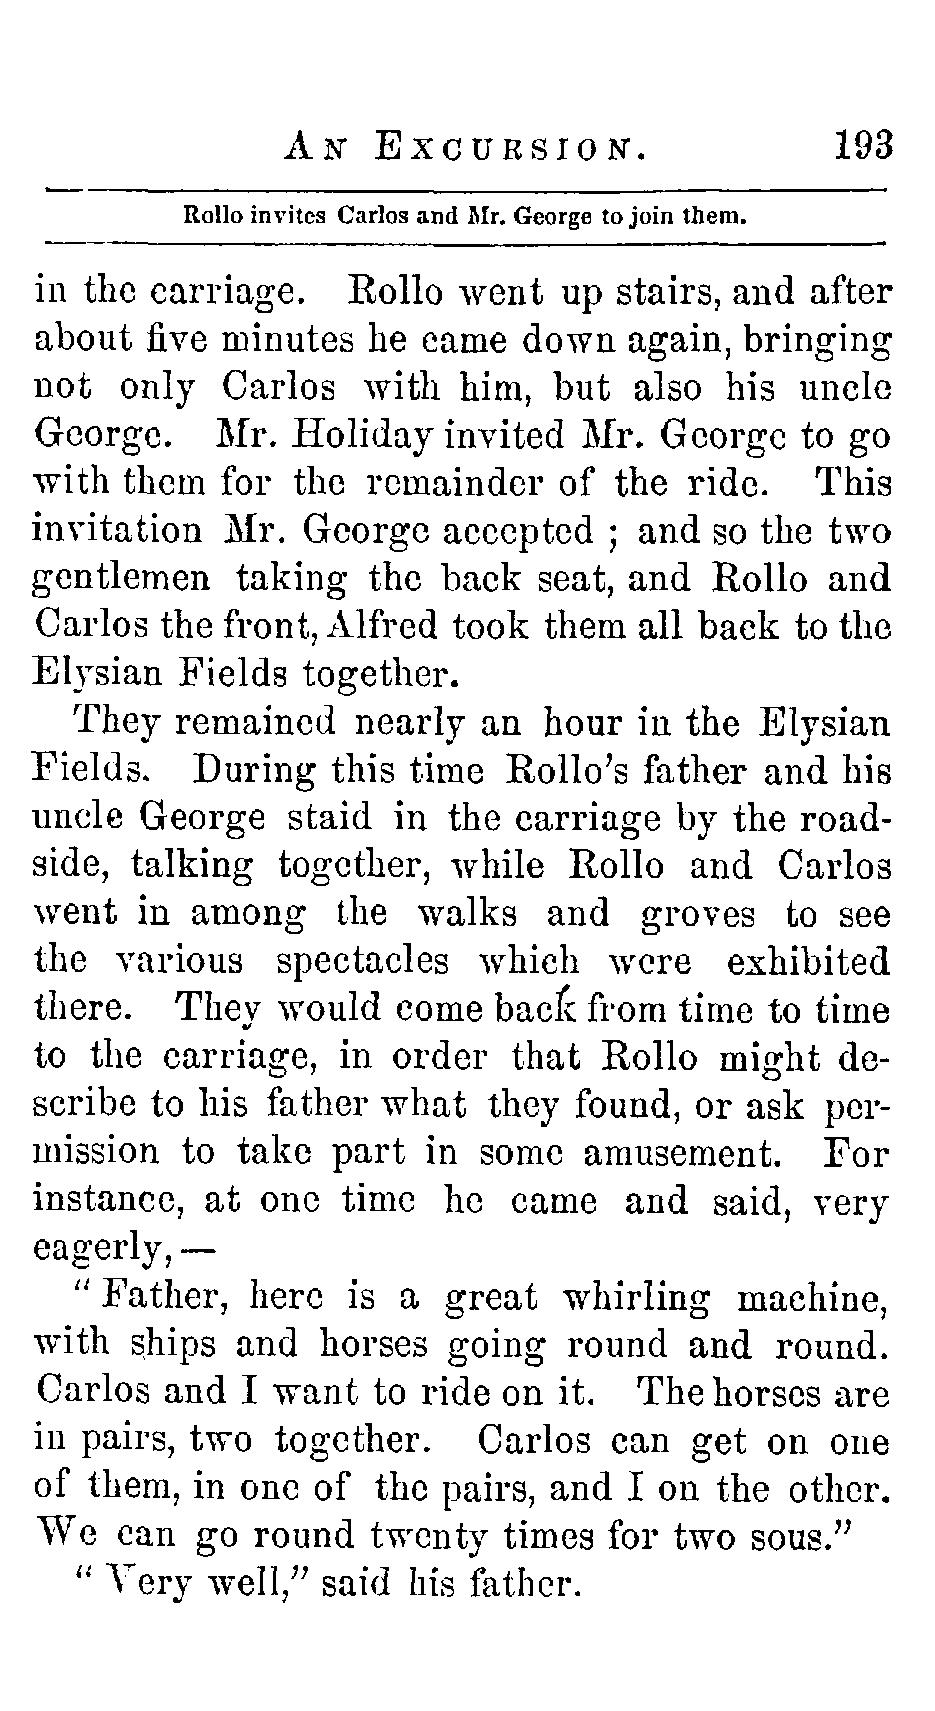 AN EXCURSION. 193
Rollo invites Carlos and Mr. George to join them.
in the carriage. Rollo went up stairs, and after
about five minutes he came down again, bringing
not only Carlos with him, but also his uncle
George. Mr. Holiday invited Mr. George to go
with them for the remainder of the ride. This
invitation Mr. George accepted ; and so the two
gentlemen taking the back seat, and Rollo and
Carlos the front, Alfred took them all back to the
Elysian Fields together.
They remained nearly an hour in the Elysian
Fields. During this time Rollo's father and his
uncle George staid in the carriage by the road-
side, talking together, while Rollo and Carlos
went in among the walks and groves to see
the various spectacles which were exhibited
there. They would come back from time to time
to the carriage, in order that Rollo might de-
scribe to his father what they found, or ask per-
mission to take part in some amusement. For
instance, at one time he came and said, very
eagerly, —
" Father, here is a great whirling machine,
with ships and horses going round and round.
Carlos and I want to ride on it. The horses are
in pairs, two together. Carlos can get on one
of them, in one of the pairs, and I on the other.
We can go round twenty times for two sous."
" Very well," said his father.